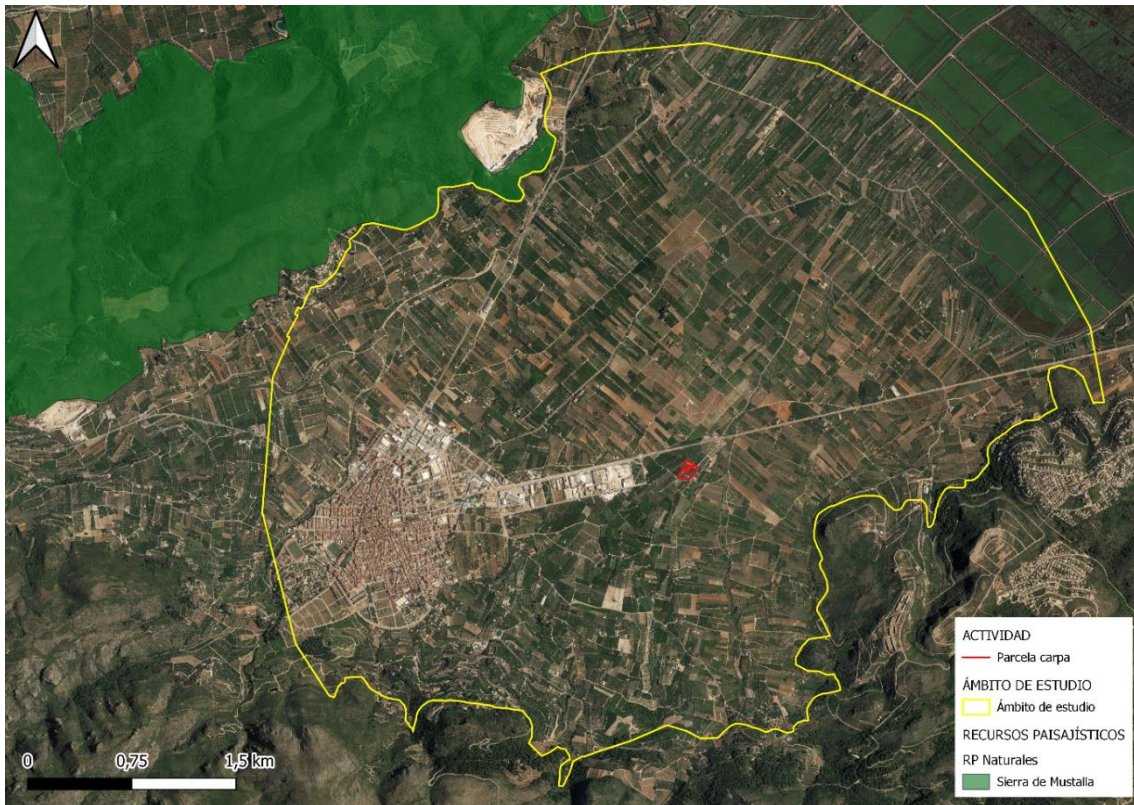 ACTIVIDAD
Parcela carpa
ÁMBITO DE ESTUDIO
Ámbito de estudio
RECURSOS PAISAJÍSTICOS
RP Naturales
Sierra de Mustalla
0 0,75 1,5 km